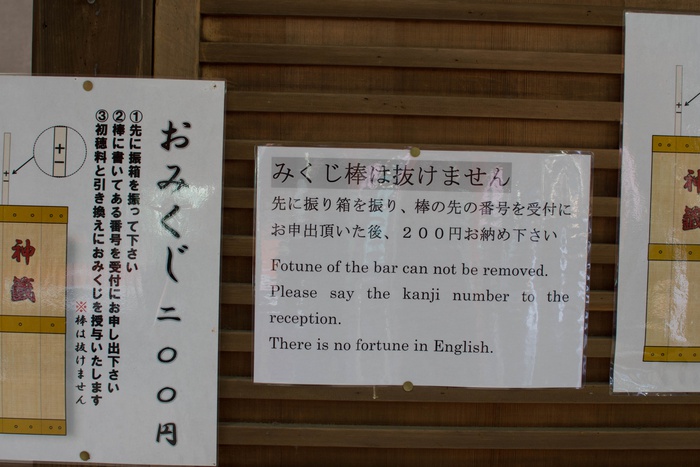 おみくじ 二〇〇円
①先に振箱を振って下さい
②棒に書いてある番号を受付にお申し出下さい
③初穂料と引き換えにおみくじを授与いたします
※棒は抜けません
十一
神籤
みくじ棒は抜けません
先に振り箱を振り、棒の先の番号を受付に
お申出頂いた後、２００円お納め下さい
Fotune of the bar can not be removed.
Please say the kanji number to the
reception.
There is no fortune in English.